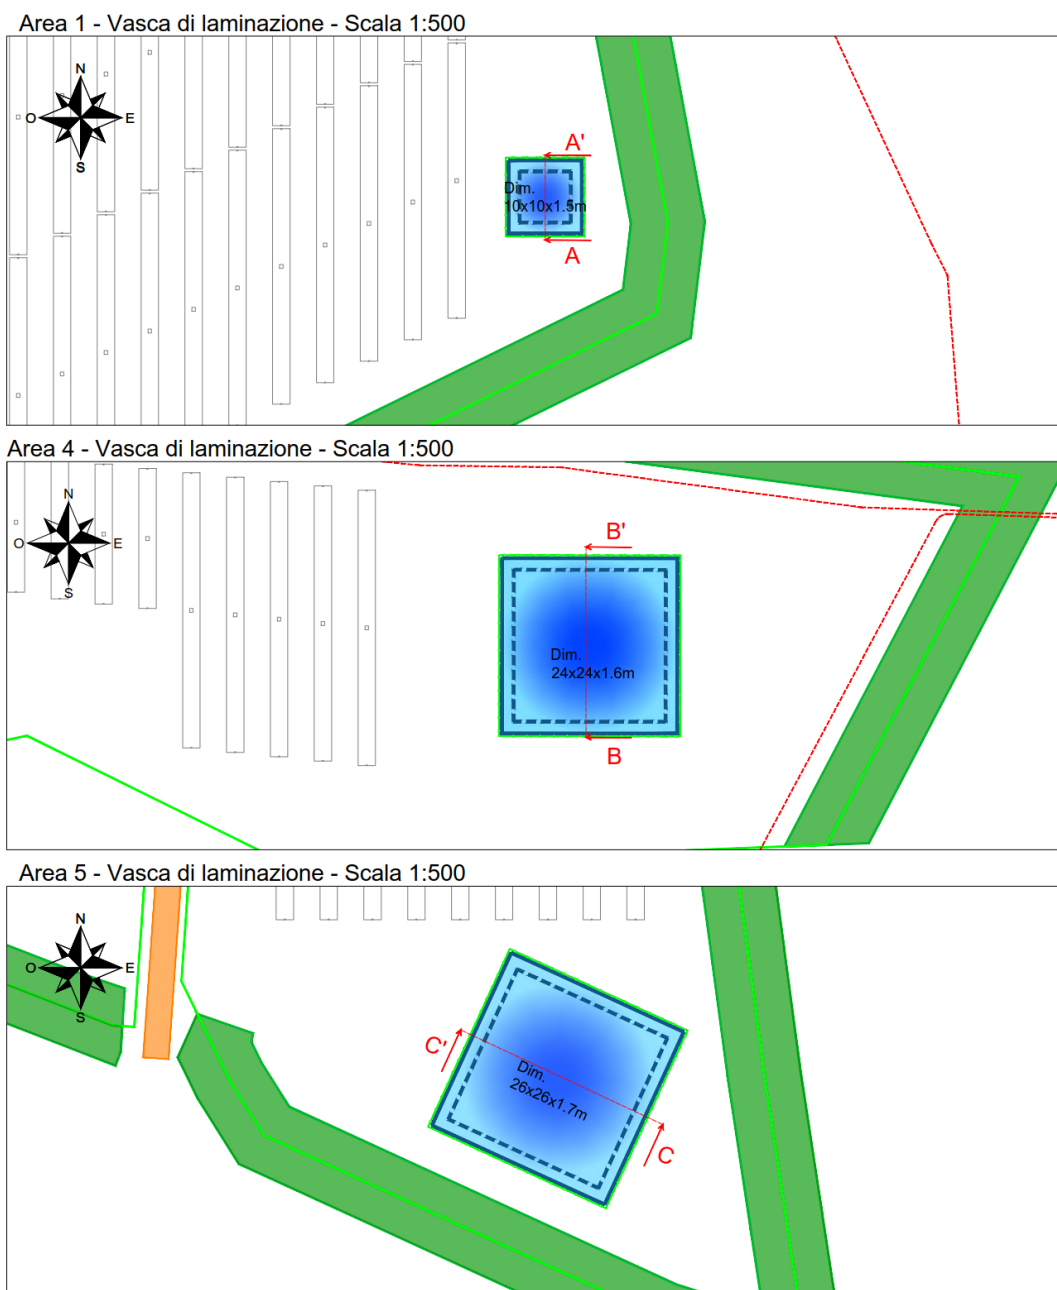 Area 1 - Vasca di laminazione - Scala 1:500
N
O
E
S
A'
Dim.
10x10x1.5m
A
Area 4 - Vasca di laminazione - Scala 1:500
N
O
E
S
B'
Dim.
24x24x1.6m
B
Area 5 - Vasca di laminazione - Scala 1:500
N
O
E
S
C'
Dim.
26x26x1.7m
C